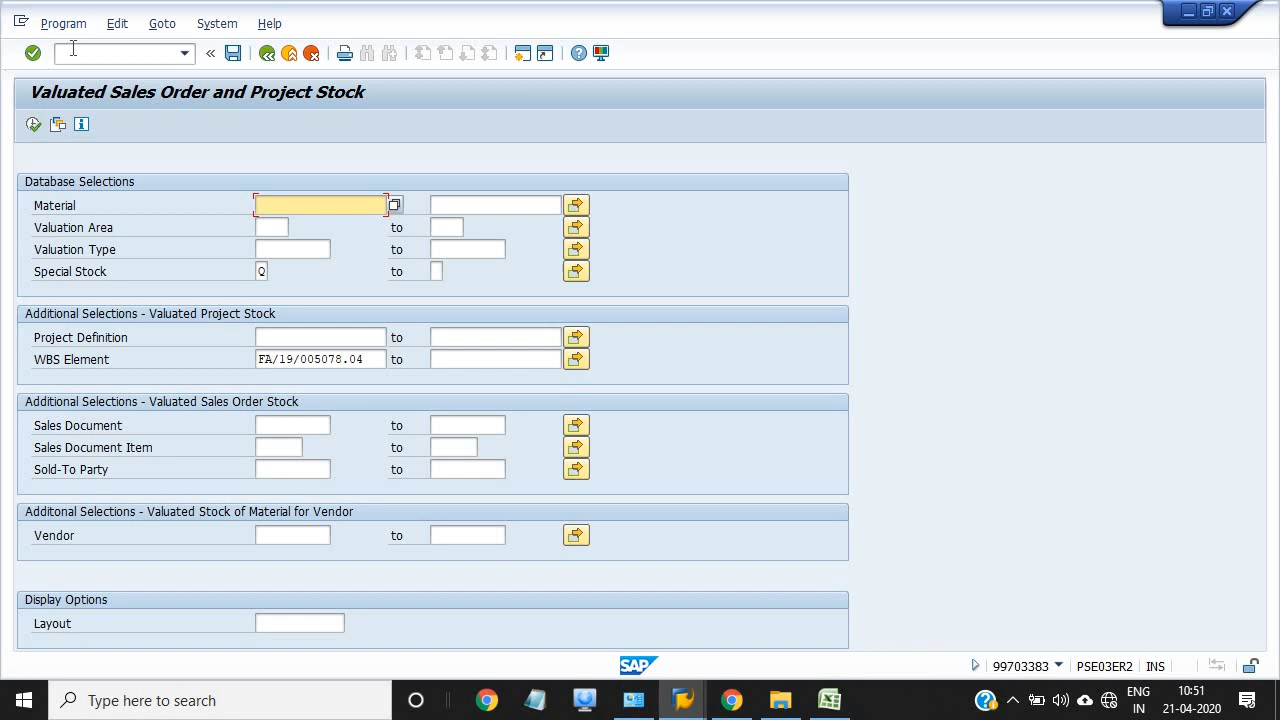 Program Edit Goto System Help
Valuated Sales Order and Project Stock
Database Selections
Material
Valuation Area to
Valuation Type to
Special Stock Q to
Additional Selections - Valuated Project Stock
Project Definition to
WBS Element FA/19/005078.04 to
Additional Selections - Valuated Sales Order Stock
Sales Document to
Sales Document Item to
Sold-To Party to
Additonal Selections - Valuated Stock of Material for Vendor
Vendor to
Display Options
Layout
SAP 99703383 PSE03ER2 INS
Type here to search
ENG 10:51
IN 21-04-2020